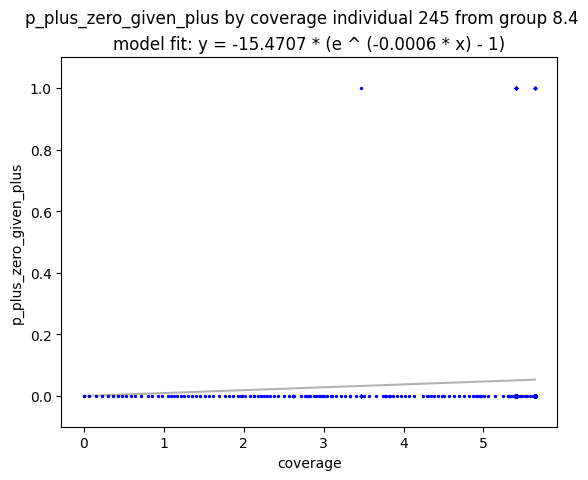 p_plus_zero_given_plus by coverage individual 245 from group 8.4
model fit: y = -15.4707 * (e ^ (-0.0006 * x) - 1)
p_plus_zero_given_plus
1.0
0.8
0.6
0.4
0.2
0.0
0 1 2 3 4 5
coverage